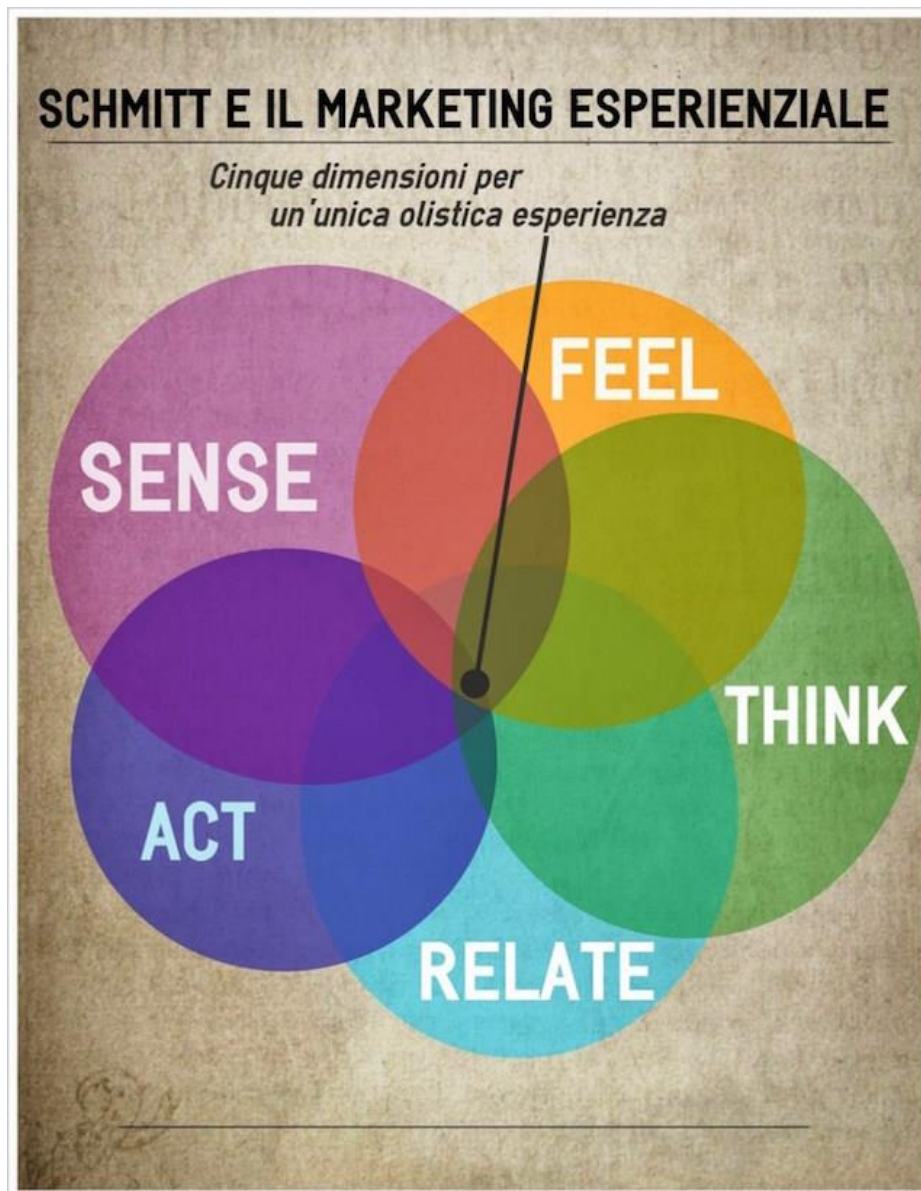 SCHMITT E IL MARKETING ESPERIENZIALE
Cinque dimensioni per
un'unica olistica esperienza
FEEL
SENSE
THINK
ACT
RELATE